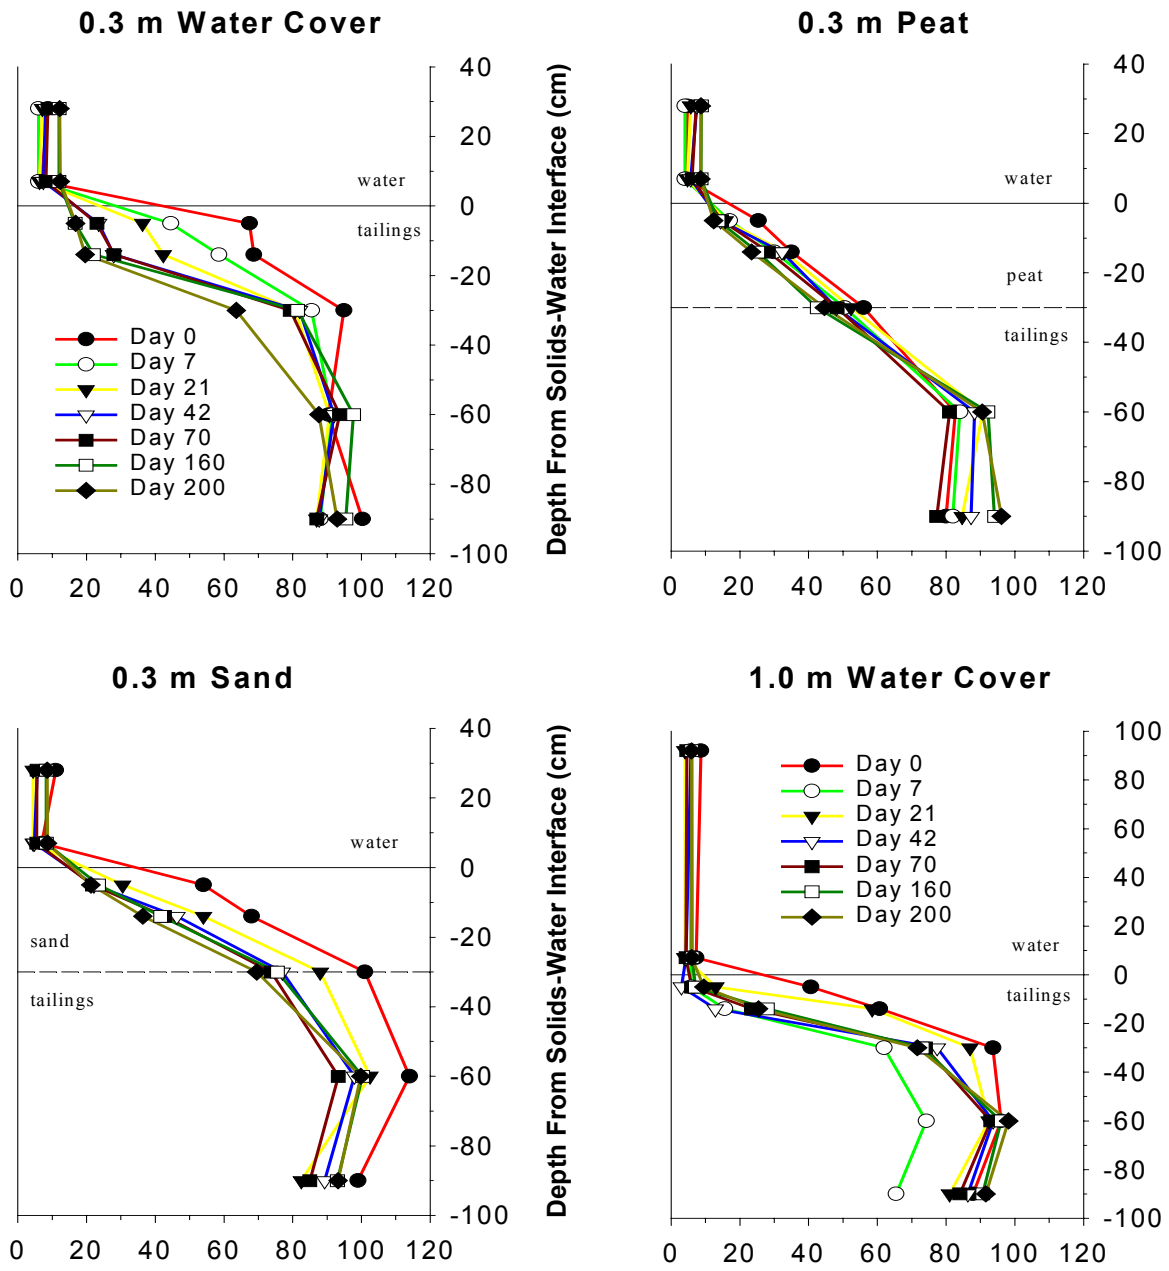 0.3 m Water Cover
40
20
0
-20
-40
-60
-80
-100
water
tailings
Day 0
Day 7
Day 21
Day 42
Day 70
Day 160
Day 200
0 20 40 60 80 100 120
Depth From Solids-Water Interface (cm)
0.3 m Peat
40
20
0
-20
-40
-60
-80
-100
water
peat
tailings
0 20 40 60 80 100 120
0.3 m Sand
40
20
0
-20
-40
-60
-80
-100
water
sand
tailings
0 20 40 60 80 100 120
Depth From Solids-Water Interface (cm)
1.0 m Water Cover
100
80
60
40
20
0
-20
-40
-60
-80
-100
Day 0
Day 7
Day 21
Day 42
Day 70
Day 160
Day 200
water
tailings
0 20 40 60 80 100 120